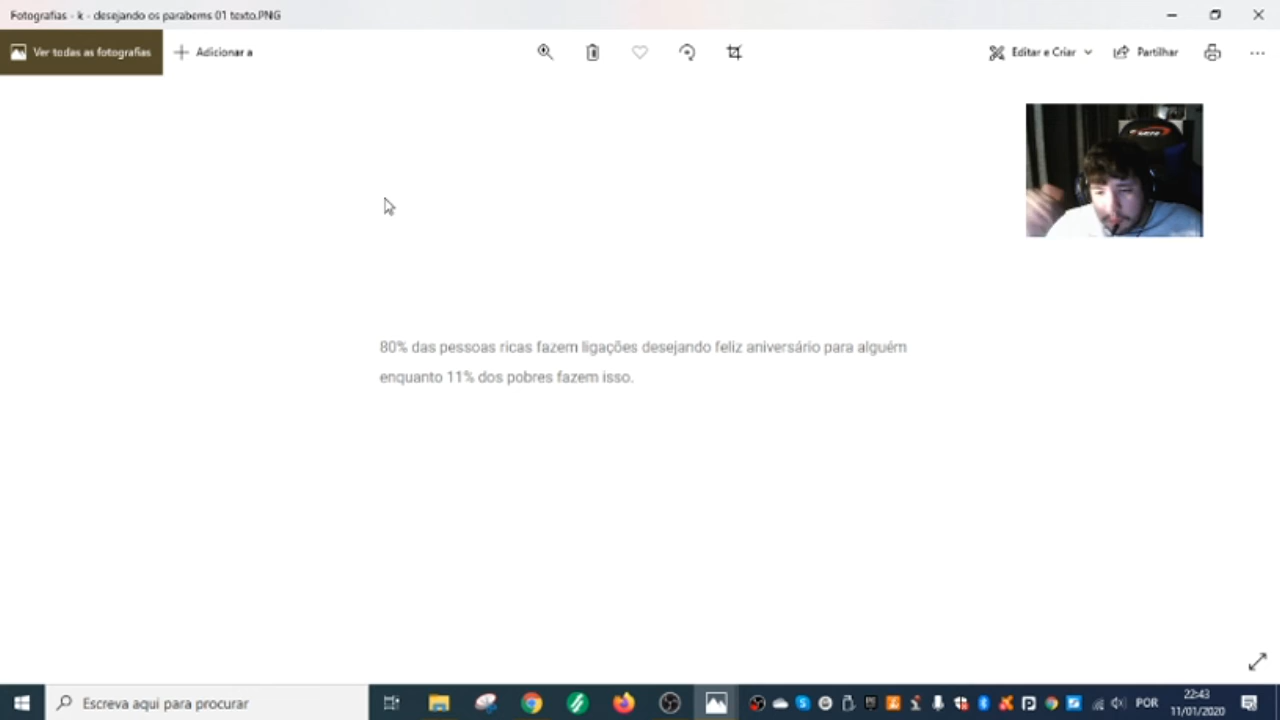 Fotografias - k - desejando os parabems 01 texto.PNG
Ver todas as fotografias
Adicionar a
Editar e Criar
Partilhar
80% das pessoas ricas fazem ligações desejando feliz aniversário para alguém
enquanto 11% dos pobres fazem isso.
Escreva aqui para procurar
POR
22:43
11/01/2020